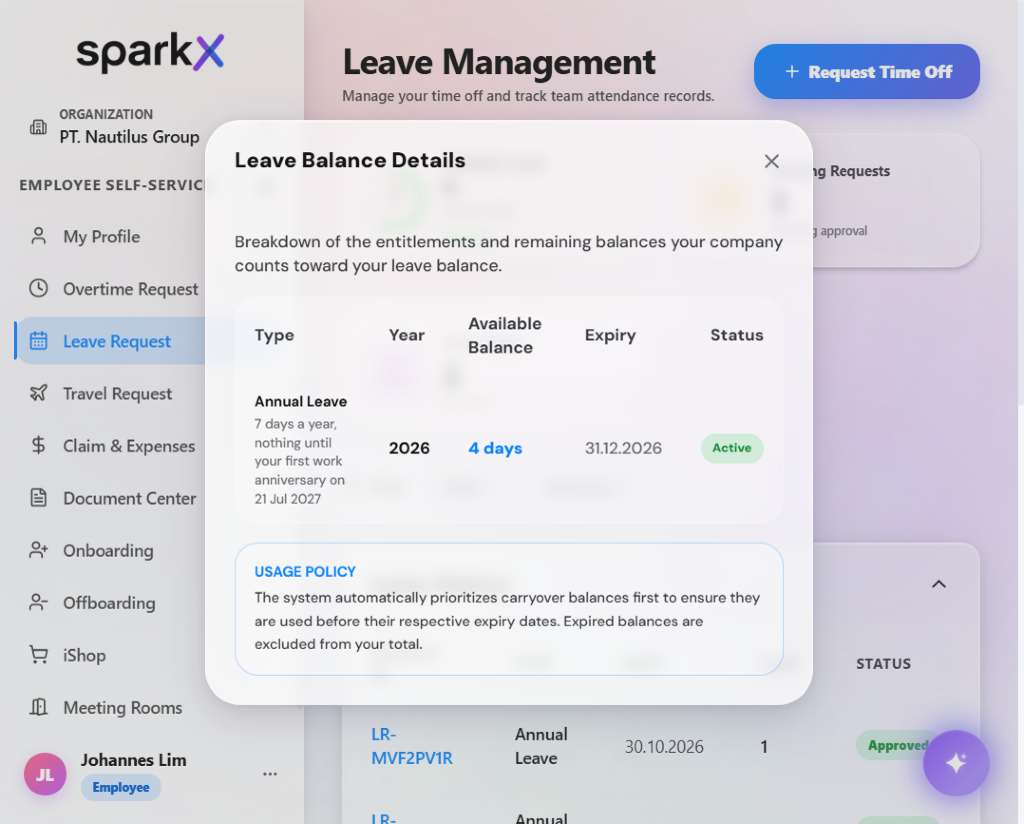 sparkX
ORGANIZATION
PT. Nautilus Group
EMPLOYEE SELF-SERVIC
My Profile
Overtime Request
Leave Request
Travel Request
Claim & Expenses
Document Center
Onboarding
Offboarding
iShop
Meeting Rooms
JL
Johannes Lim
Employee
Leave Management
Manage your time off and track team attendance records.
+ Request Time Off
Requests
approval
Leave Balance Details
Breakdown of the entitlements and remaining balances your company
counts toward your leave balance.
Type Year Available Balance Expiry Status
Annual Leave
7 days a year,
nothing until
your first work
anniversary on
21 Jul 2027
2026 4 days 31.12.2026 Active
USAGE POLICY
The system automatically prioritizes carryover balances first to ensure they
are used before their respective expiry dates. Expired balances are
excluded from your total.
STATUS
LR-
MVF2PV1R
Annual
Leave
30.10.2026 1 Approved
LR-
Annual